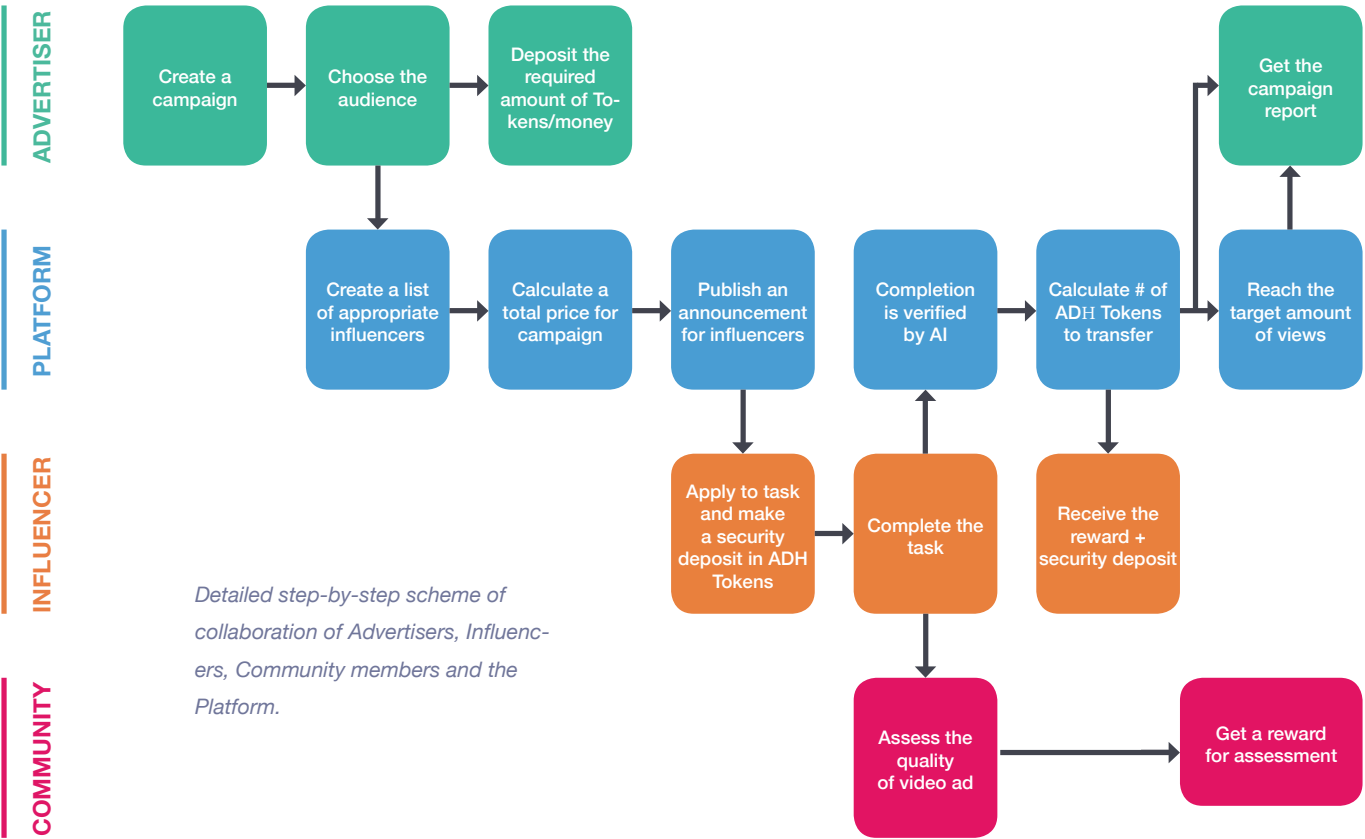 ADVERTISER
Create a
campaign
Choose the
audience
Deposit the
required
amount of To-
kens/money
Get the
campaign
report
PLATFORM
Create a list
of appropriate
influencers
Calculate a
total price for
campaign
Publish an
announcement
for influencers
Completion
is verified
by AI
Calculate # of
ADH Tokens
to transfer
Reach the
target amount
of views
INFLUENCER
Apply to task
and make
a security
deposit in ADH
Tokens
Complete the
task
Receive the
reward +
security deposit
Detailed step-by-step scheme of
collaboration of Advertisers, Influenc-
ers, Community members and the
Platform.
COMMUNITY
Assess the
quality
of video ad
Get a reward
for assessment